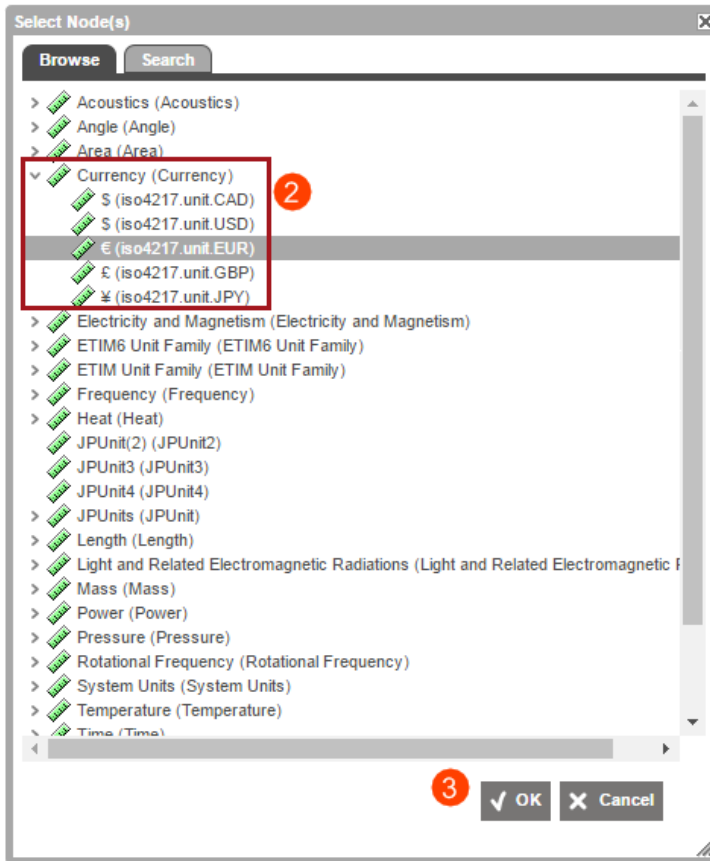 Select Node(s)
Browse Search
Acoustics (Acoustics)
Angle (Angle)
Area (Area)
Currency (Currency)
2
$ (iso4217.unit.CAD)
$ (iso4217.unit.USD)
€ (iso4217.unit.EUR)
£ (iso4217.unit.GBP)
¥ (iso4217.unit.JPY)
Electricity and Magnetism (Electricity and Magnetism)
ETIM6 Unit Family (ETIM6 Unit Family)
ETIM Unit Family (ETIM Unit Family)
Frequency (Frequency)
Heat (Heat)
JPUnit(2) (JPUnit2)
JPUnit3 (JPUnit3)
JPUnit4 (JPUnit4)
JPUnits (JPUnit)
Length (Length)
Light and Related Electromagnetic Radiations (Light and Related Electromagnetic
Mass (Mass)
Power (Power)
Pressure (Pressure)
Rotational Frequency (Rotational Frequency)
System Units (System Units)
Temperature (Temperature)
Time (Time)
3 OK Cancel